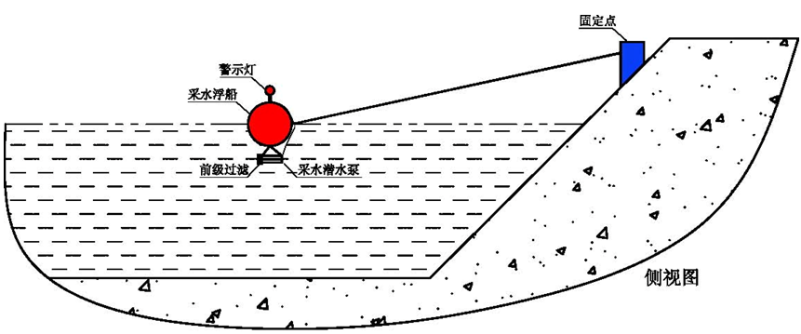 固定点
警示灯
采水浮船
前级过滤
采水潜水泵
侧视图